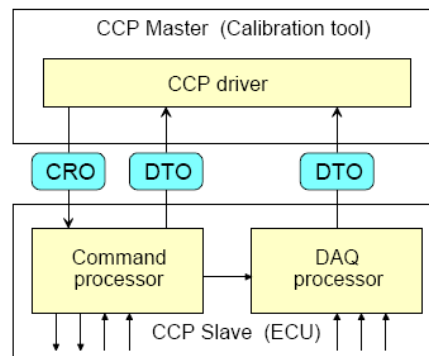 CCP Master (Calibration tool)
CCP driver
CRO
DTO
DTO
Command
processor
DAQ
processor
CCP Slave (ECU)